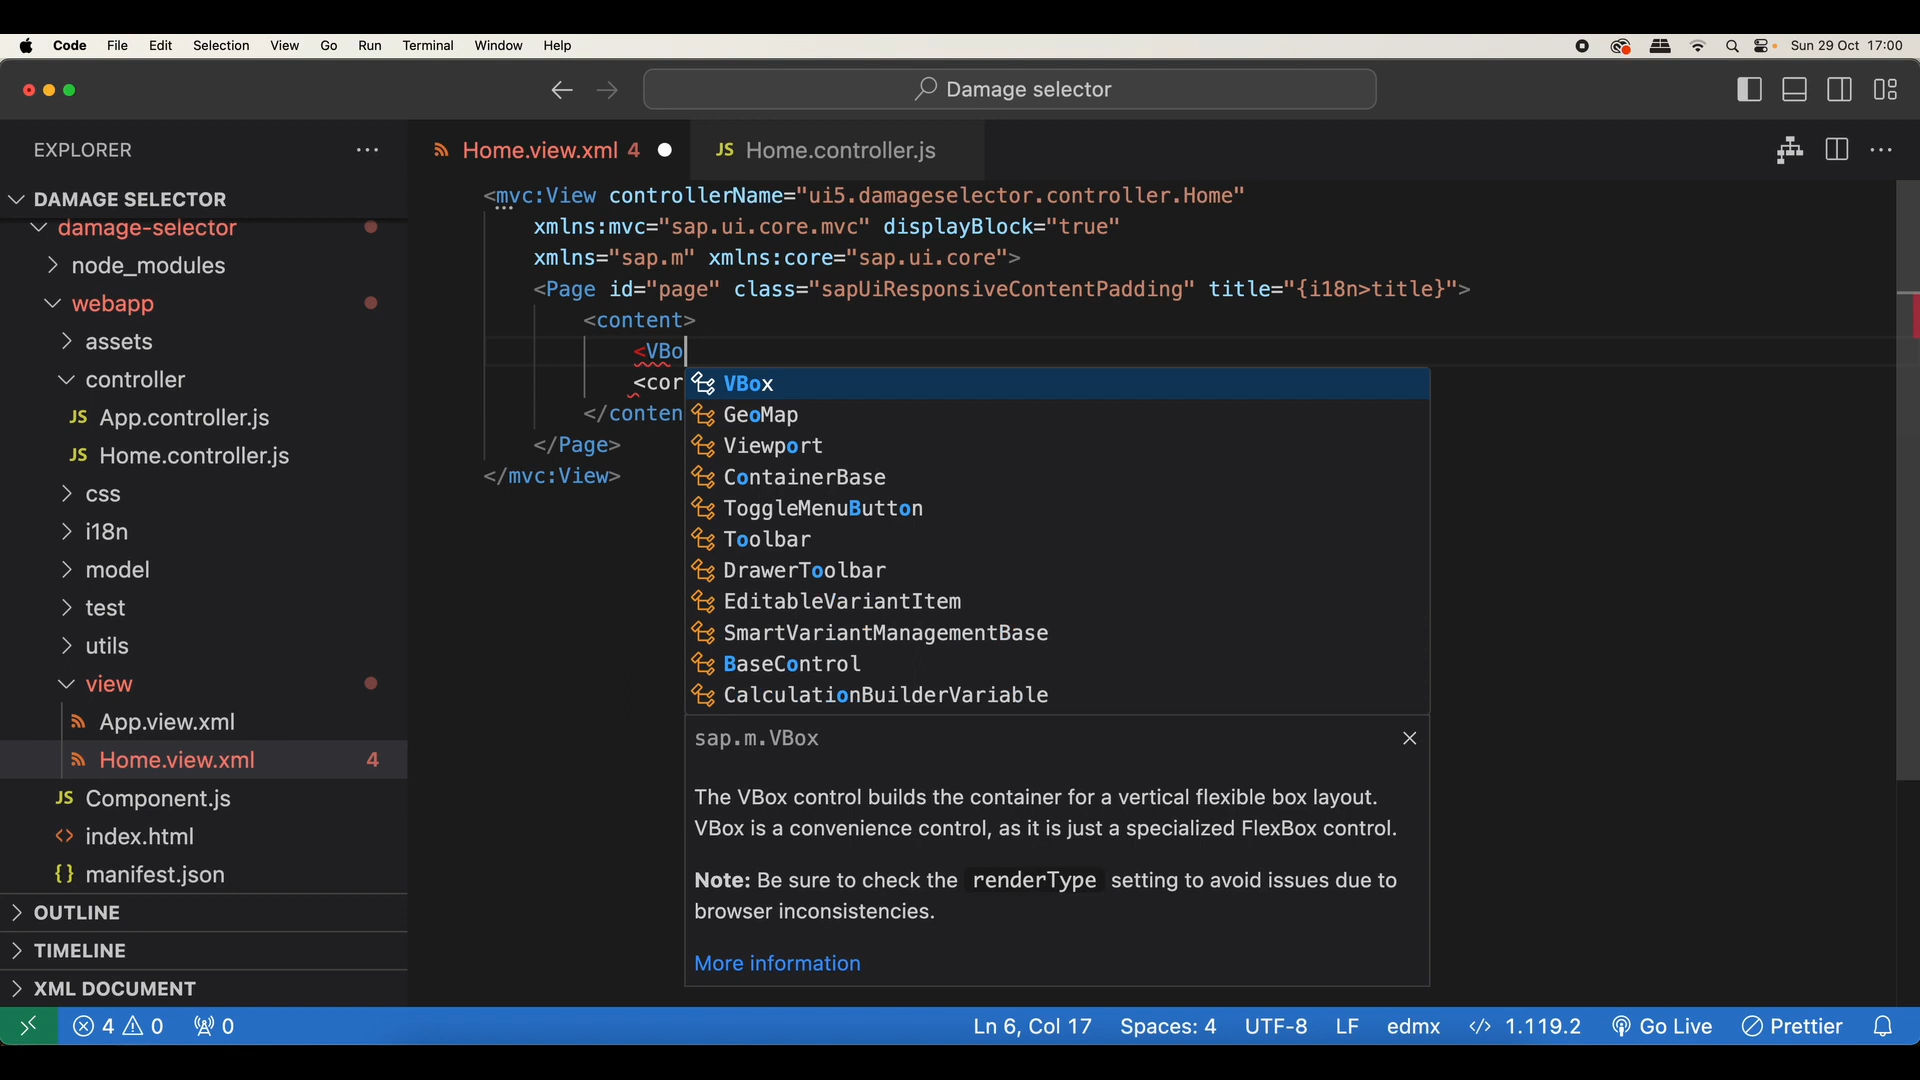 Code File Edit Selection View Go Run Terminal Window Help Sun 29 Oct 17:00
Damage selector
EXPLORER
DAMAGE SELECTOR
damage-selector
node_modules
webapp
assets
controller
JS App.controller.js
JS Home.controller.js
css
i18n
model
test
utils
view
App.view.xml
Home.view.xml 4
JS Component.js
<> index.html
{} manifest.json
OUTLINE
TIMELINE
XML DOCUMENT
Home.view.xml 4
JS Home.controller.js
<mvc:View controllerName="ui5.damageselector.controller.Home"
xmlns:mvc="sap.ui.core.mvc" displayBlock="true"
xmlns="sap.m" xmlns:core="sap.ui.core">
<Page id="page" class="sapUiResponsiveContentPadding" title="{i18n>title}">
<content>
<VBo
<cor
</conten
</Page>
</mvc:View>
VBox
GeoMap
Viewport
ContainerBase
ToggleMenuButton
Toolbar
DrawerToolbar
EditableVariantItem
SmartVariantManagementBase
BaseControl
CalculationBuilderVariable
sap.m.VBox
The VBox control builds the container for a vertical flexible box layout.
VBox is a convenience control, as it is just a specialized FlexBox control.
Note: Be sure to check the renderType setting to avoid issues due to
browser inconsistencies.
More information
4 0 0 Ln 6, Col 17 Spaces: 4 UTF-8 LF edmx </> 1.119.2 Go Live Prettier